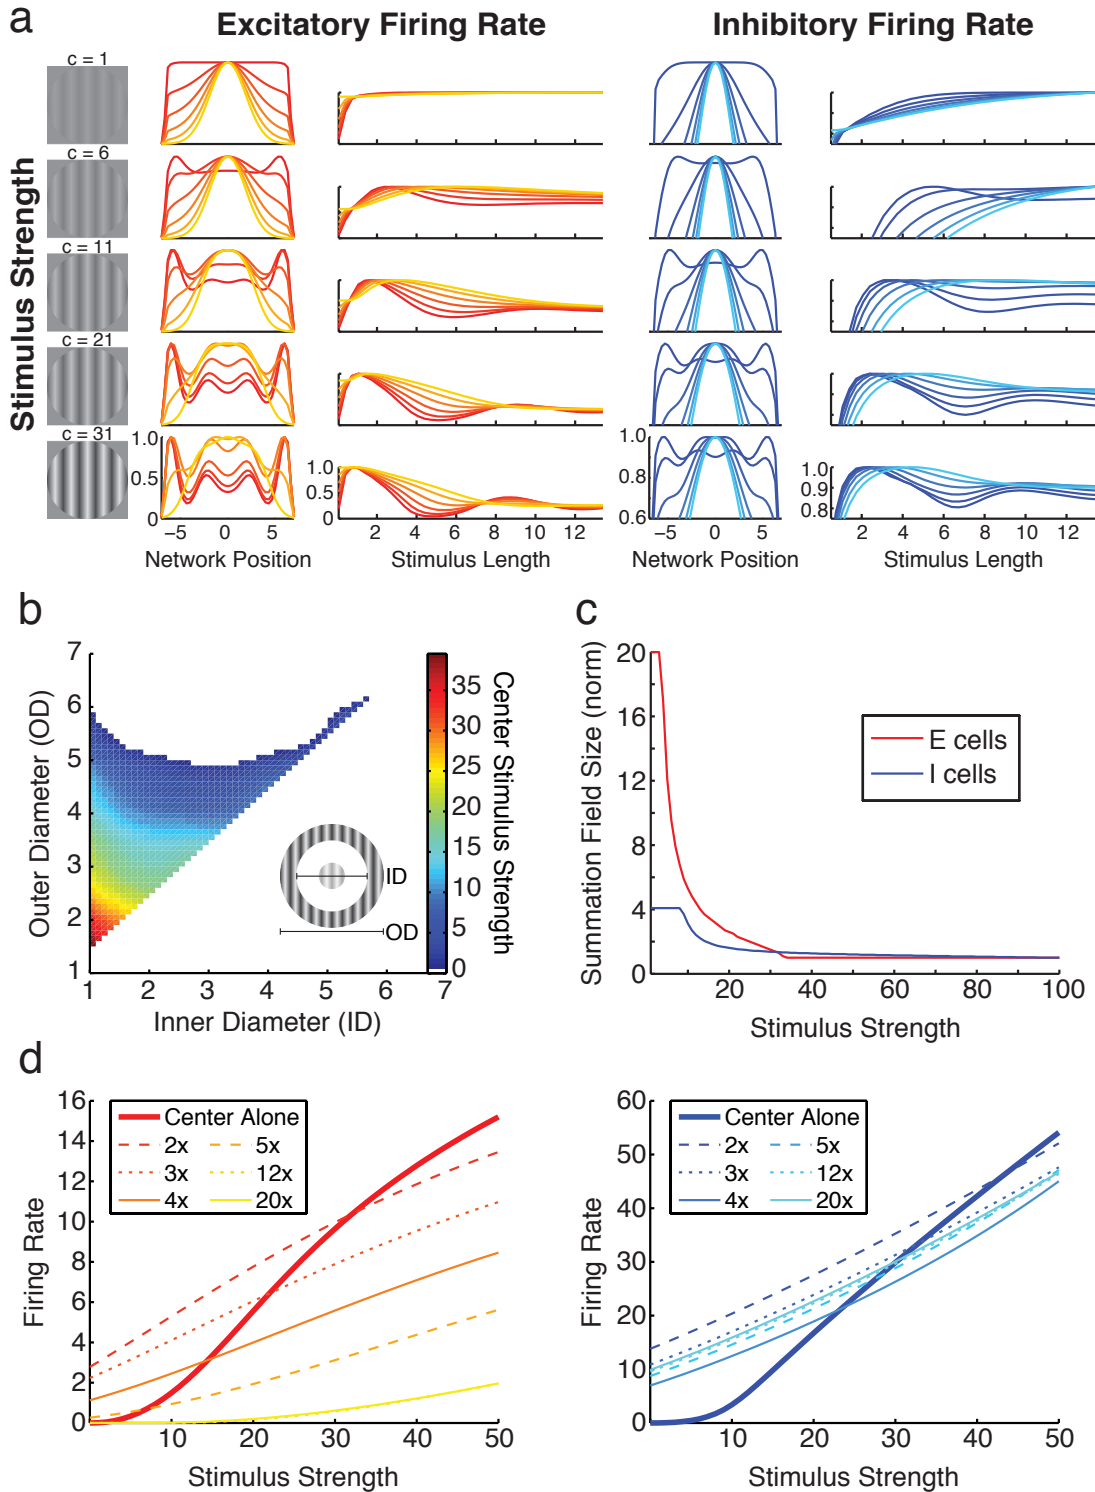 a
Excitatory Firing Rate
Inhibitory Firing Rate
Stimulus Strength
c = 1
c = 6
c = 11
c = 21
c = 31
1.0
0.5
0
−5 0 5
Network Position
1.0
0.5
0
2 4 6 8 10 12
Stimulus Length
1.0
0.8
0.6
−5 0 5
Network Position
1.0
0.9
0.8
2 4 6 8 10 12
Stimulus Length
b
Outer Diameter (OD)
7
6
5
4
3
2
1
1 2 3 4 5 6 7
Inner Diameter (ID)
ID
OD
35
30
25
20
15
10
5
0
Center Stimulus Strength
c
Summation Field Size (norm)
20
16
12
8
4
0
20 40 60 80 100
Stimulus Strength
E cells
I cells
d
Firing Rate
16
14
12
10
8
6
4
2
0
0 10 20 30 40 50
Stimulus Strength
Center Alone
2x 5x
3x 12x
4x 20x
Firing Rate
60
50
40
30
20
10
0
0 10 20 30 40 50
Stimulus Strength
Center Alone
2x 5x
3x 12x
4x 20x